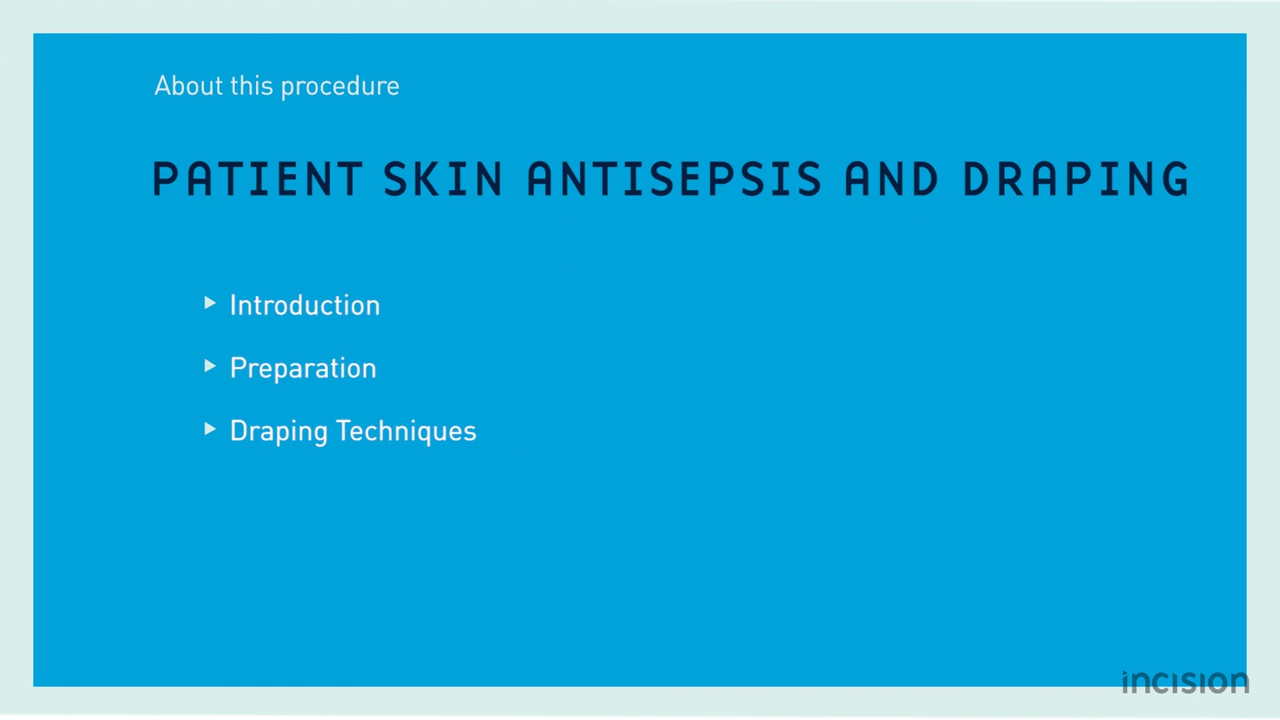 About this procedure
PATIENT SKIN ANTISEPSIS AND DRAPING
Introduction
Preparation
Draping Techniques
incision